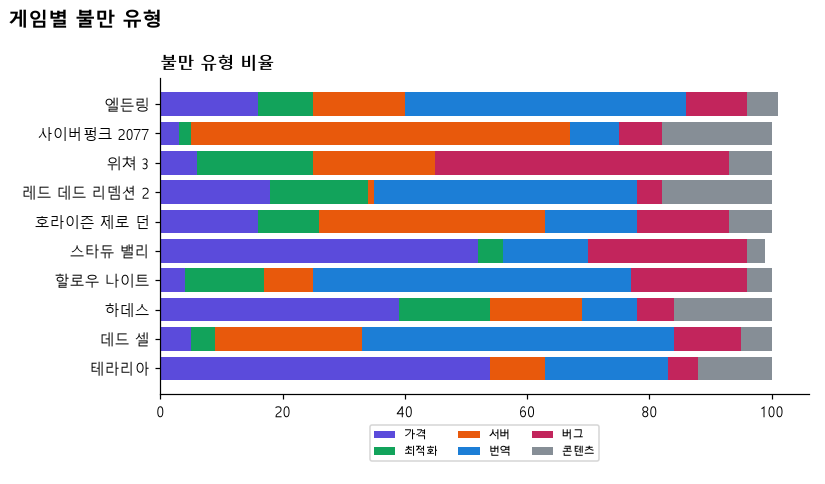 게임별 불만 유형
불만 유형 비율
엘든링
사이버펑크 2077
위쳐 3
레드 데드 리뎀션 2
호라이즌 제로 던
스타듀 밸리
할로우 나이트
하데스
데드 셀
테라리아
0 20 40 60 80 100
가격 서버 버그
최적화 번역 콘텐츠